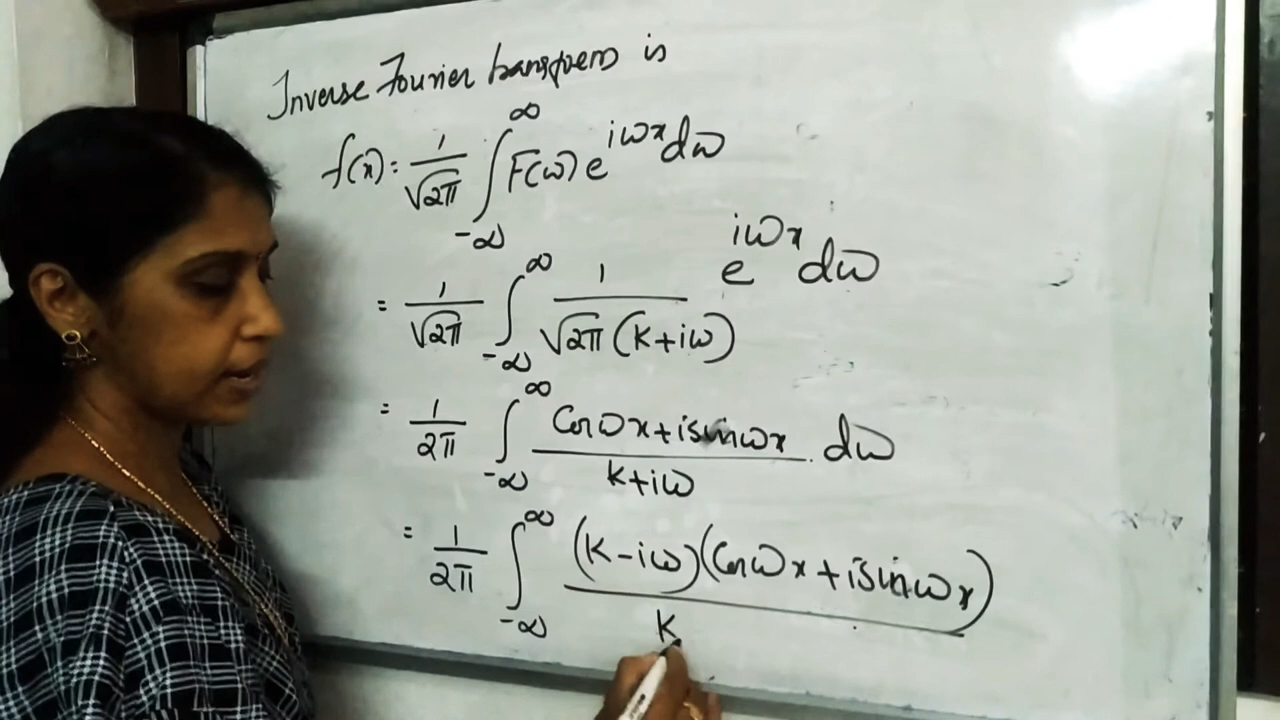 Inverse Fourier transform is
f(x) = 1/√2π ∫_{-∞}^{∞} F(ω) e^{iωx} dω
= 1/√2π ∫_{-∞}^{∞} 1/(√2π (k+iω)) e^{iωx} dω
= 1/2π ∫_{-∞}^{∞} (Cos ωx + i sin ωx)/(k+iω) dω
= 1/2π ∫_{-∞}^{∞} (k-iω)(Cos ωx + i sin ωx)/k